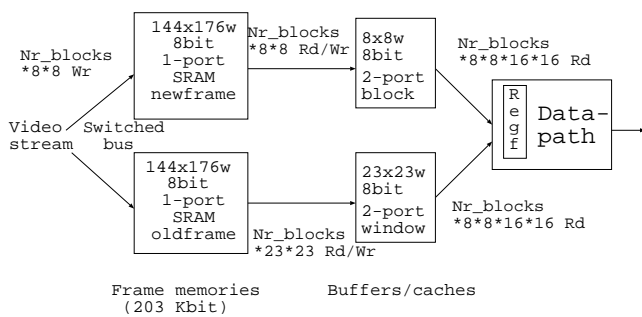 Nr_blocks
*8*8 Wr
144x176w
8bit
1-port
SRAM
newframe
Nr_blocks
*8*8 Rd/Wr
8x8w
8bit
2-port
block
Nr_blocks
*8*8*16*16 Rd
Video
stream
Switched
bus
Regf
Data-
path
144x176w
8bit
1-port
SRAM
oldframe
Nr_blocks
*23*23 Rd/Wr
23x23w
8bit
2-port
window
Nr_blocks
*8*8*16*16 Rd
Frame memories
(203 Kbit)
Buffers/caches